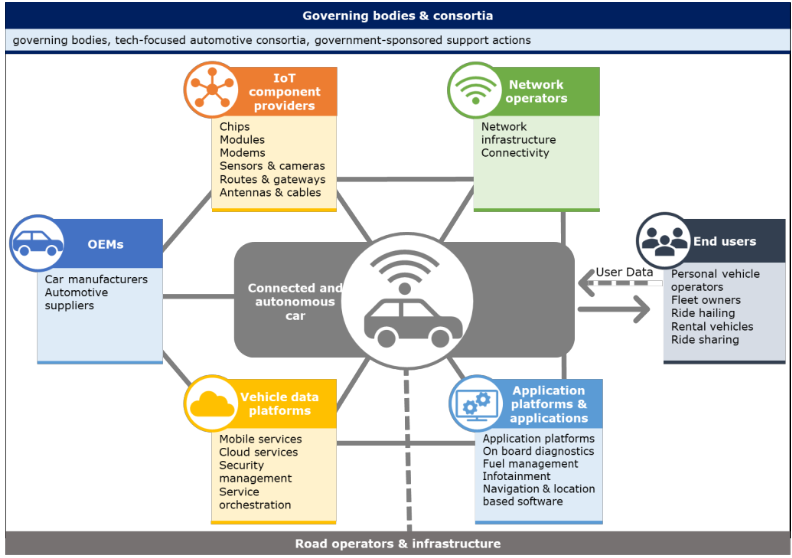 Governing bodies & consortia
governing bodies, tech-focused automotive consortia, government-sponsored support actions
IoT
component
providers
Chips
Modules
Modems
Sensors & cameras
Routes & gateways
Antennas & cables
Network
operators
Network
infrastructure
Connectivity
OEMs
Car manufacturers
Automotive
suppliers
Connected and
autonomous
car
User Data
End users
Personal vehicle
operators
Fleet owners
Ride hailing
Rental vehicles
Ride sharing
Vehicle data
platforms
Mobile services
Cloud services
Security
management
Service
orchestration
Application
platforms &
applications
Application platforms
On board diagnostics
Fuel management
Infotainment
Navigation & location
based software
Road operators & infrastructure